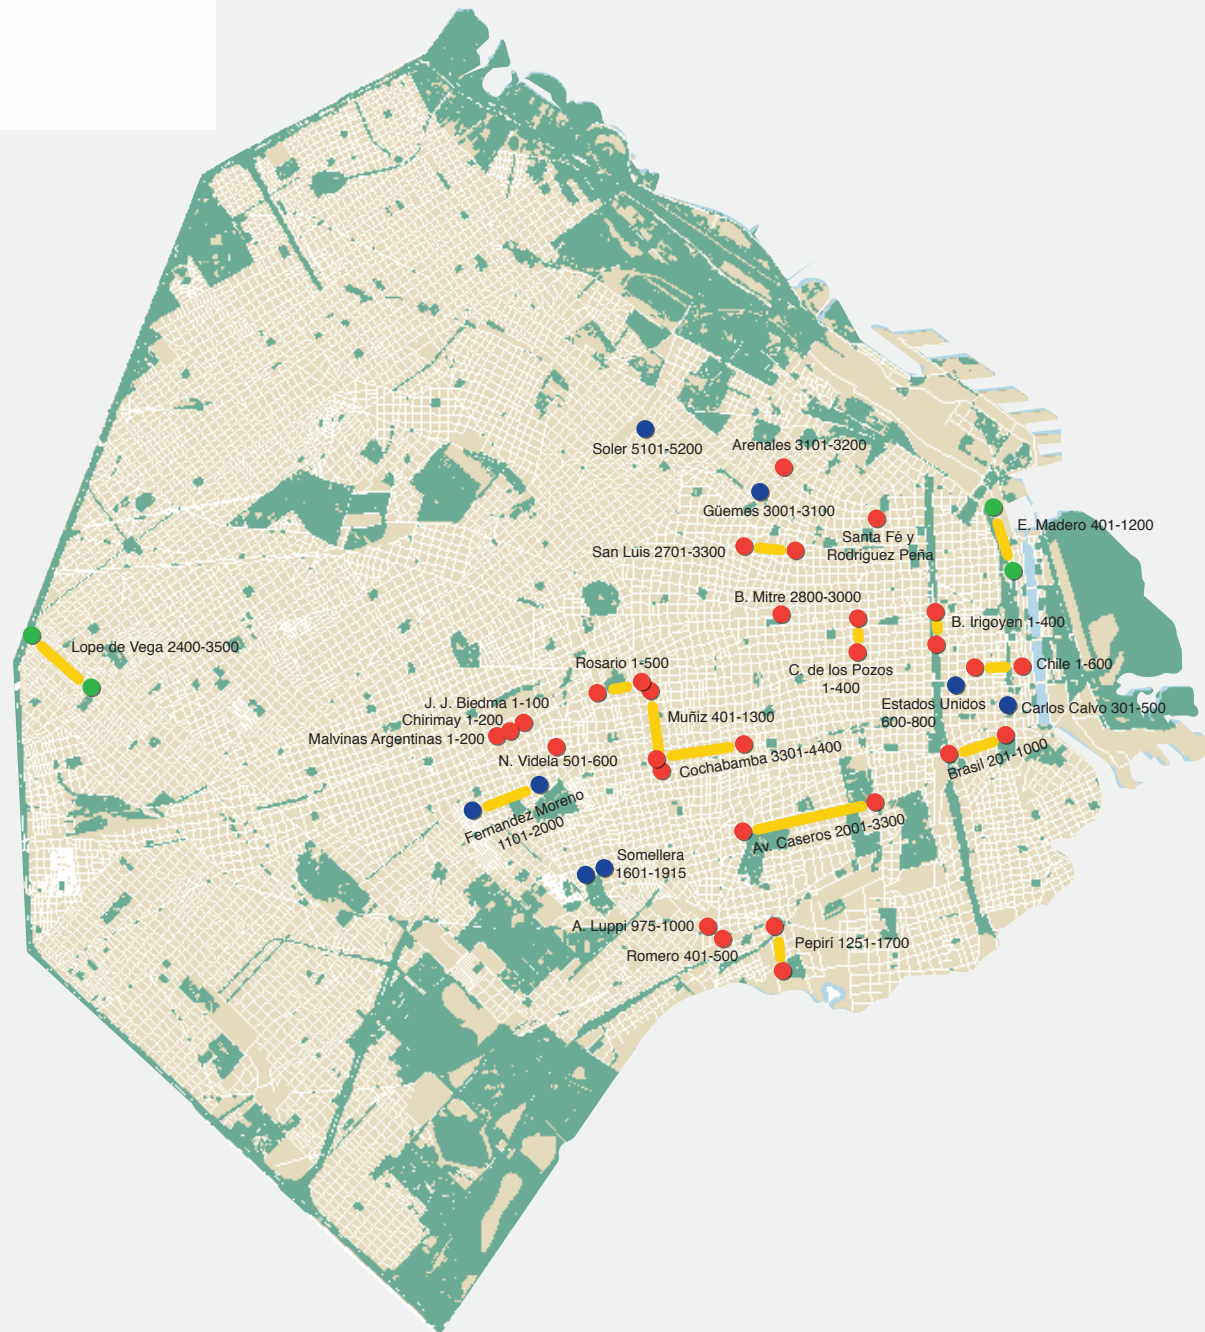 Soler 5101-5200
Arenales 3101-3200
Güemes 3001-3100
E. Madero 401-1200
Santa Fé y
Rodriguez Peña
San Luis 2701-3300
B. Mitre 2800-3000
B. Irigoyen 1-400
Lope de Vega 2400-3500
Rosario 1-500
C. de los Pozos
1-400
Chile 1-600
J. J. Biedma 1-100
Chirimay 1-200
Malvinas Argentinas 1-200
Muñiz 401-1300
Estados Unidos
600-800
Carlos Calvo 301-500
N. Videla 501-600
Cochabamba 3301-4400
Brasil 201-1000
Fernandez Moreno
1101-2000
Av. Caseros 2001-3300
Somellera
1601-1915
A. Luppi 975-1000
Pepirí 1251-1700
Romero 401-500